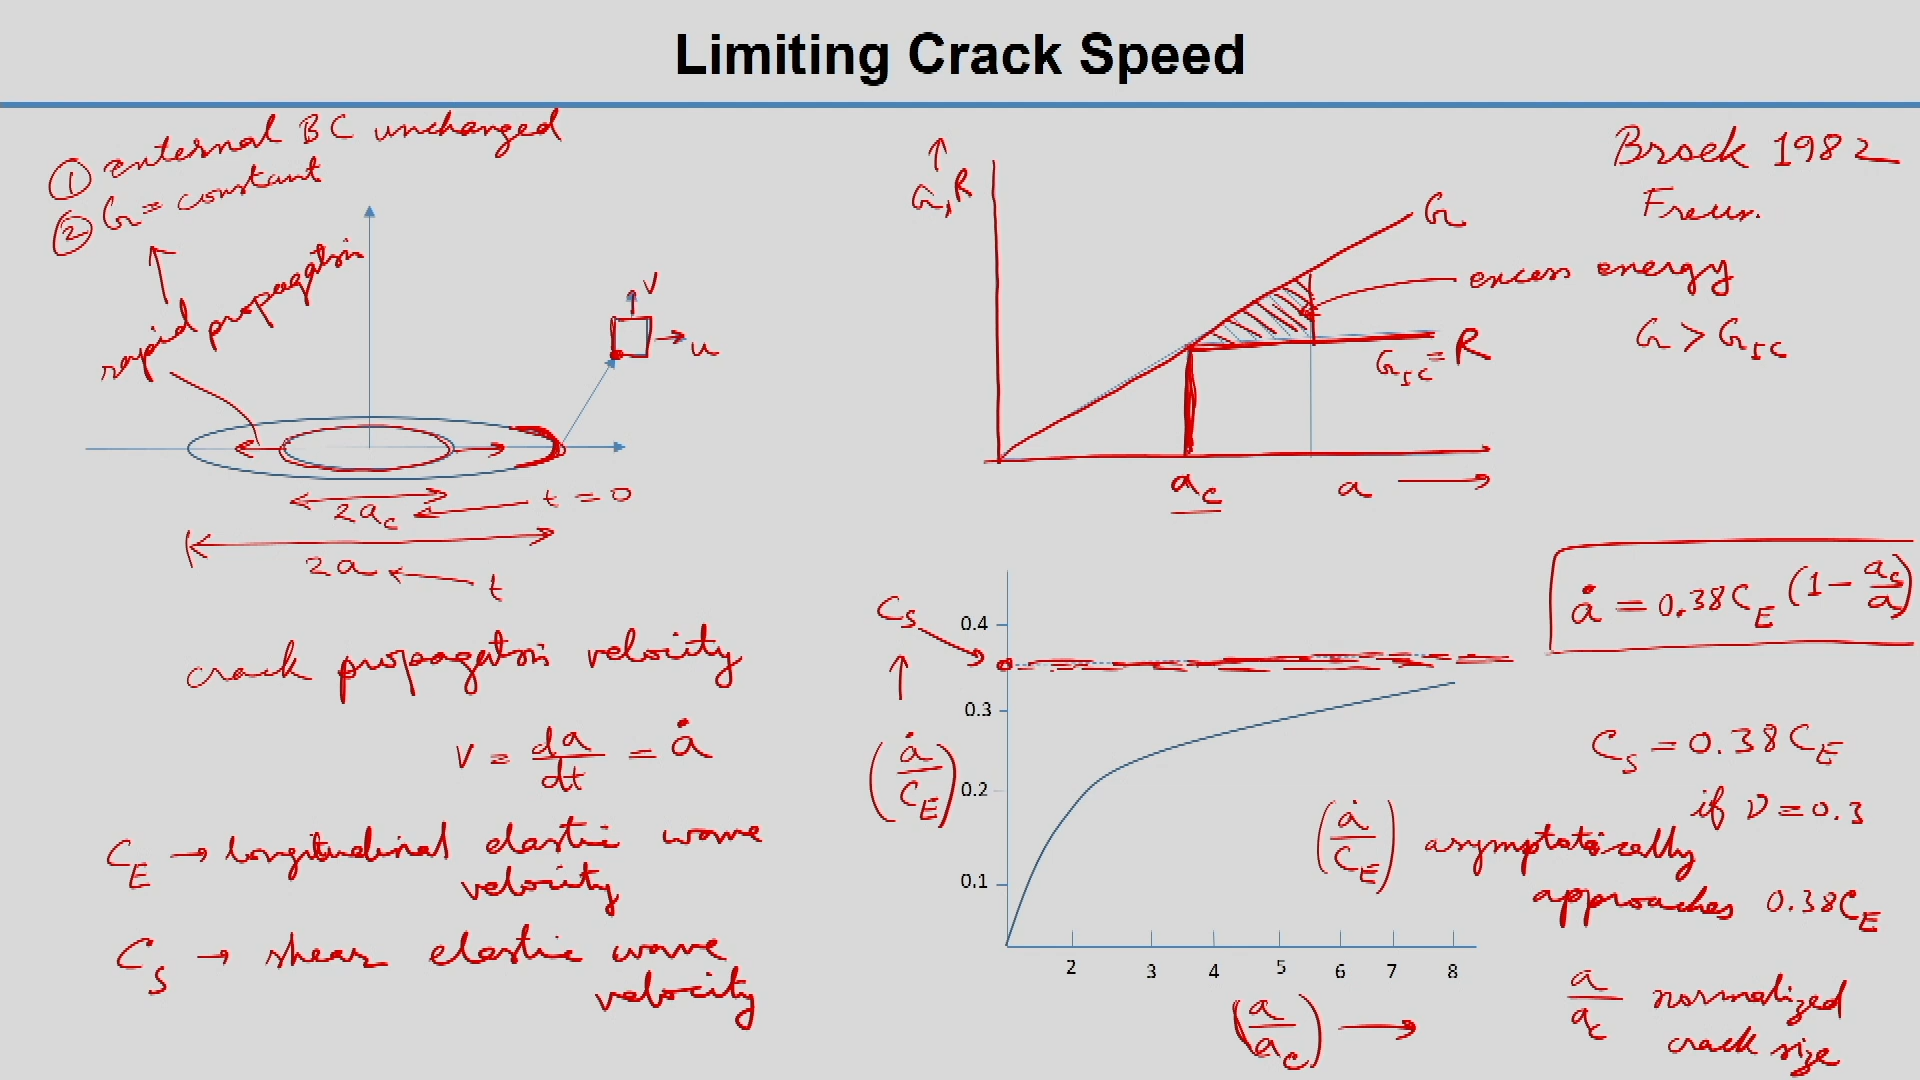 Limiting Crack Speed
① external BC unchanged
② G = constant
rapid propagation
V
u
2a_c
t = 0
2a
t
crack propagation velocity
v = da/dt = ȧ
C_E → longitudinal elastic wave
velocity
C_S → shear elastic wave
velocity
G, R
G
excess energy
G > G_IC
G_IC = R
a_c
a
Broek 1982
ȧ = 0.38 C_E (1 - a_c/a)
C_S
(ȧ/C_E)
0.4
0.3
0.2
0.1
2 3 4 5 6 7 8
(a/a_c)
C_S = 0.38 C_E
if ν = 0.3
(ȧ/C_E) asymptotically
approaches 0.38 C_E
a/a_c normalized
crack size